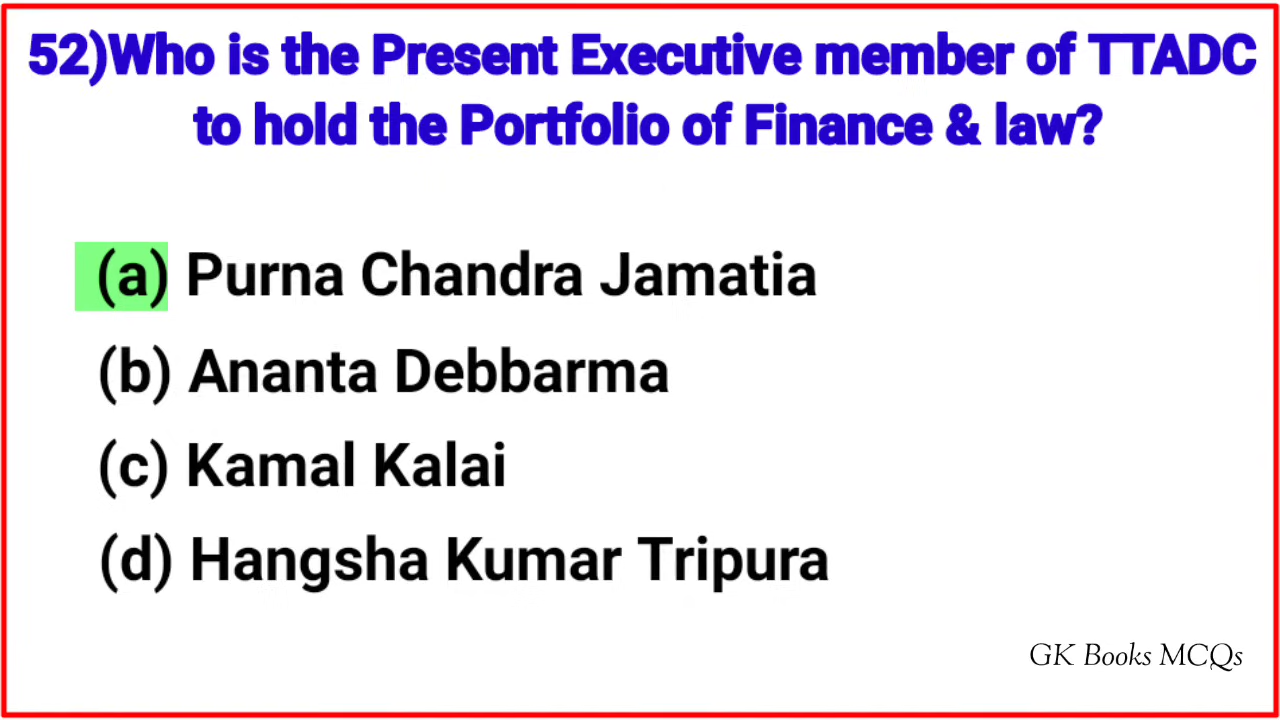 52)Who is the Present Executive member of TTADC
to hold the Portfolio of Finance & law?
(a) Purna Chandra Jamatia
(b) Ananta Debbarma
(c) Kamal Kalai
(d) Hangsha Kumar Tripura
GK Books MCQs